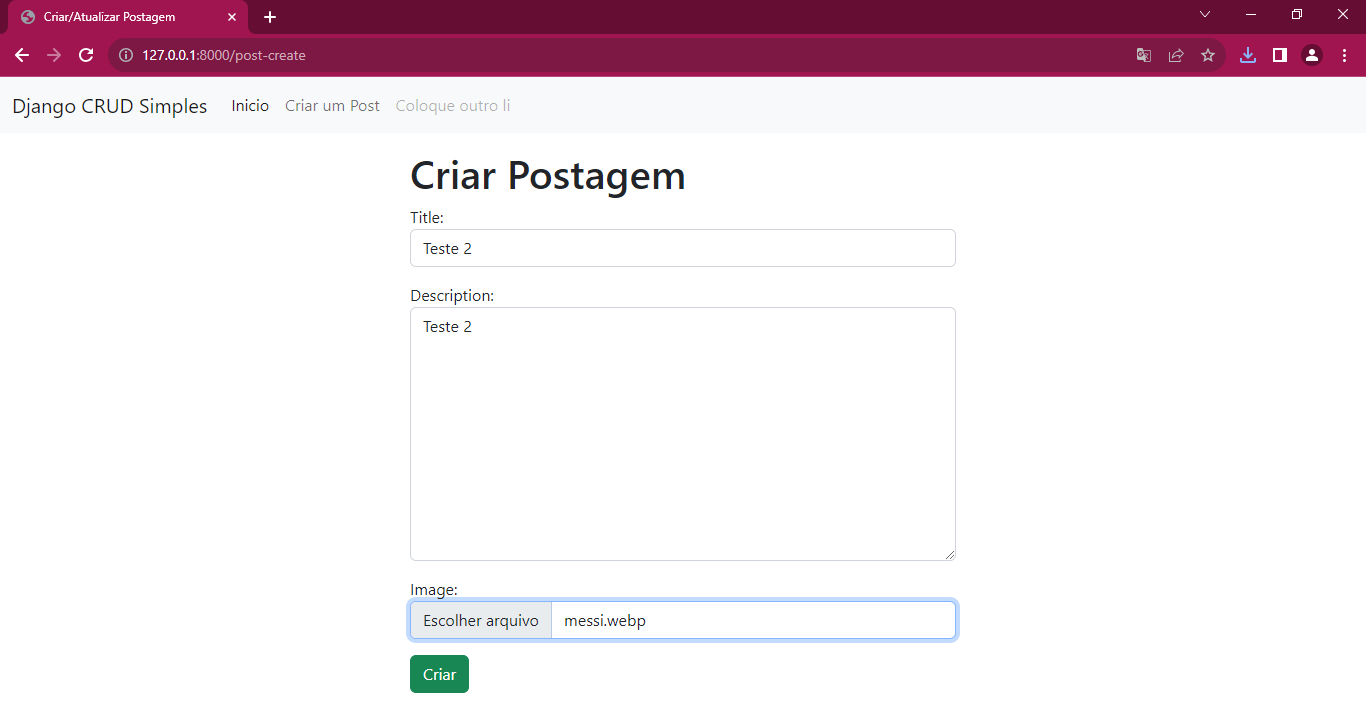 Criar/Atualizar Postagem
127.0.0.1:8000/post-create
Django CRUD Simples Inicio Criar um Post Coloque outro li
Criar Postagem
Title:
Teste 2
Description:
Teste 2
Image:
Escolher arquivo messi.webp
Criar